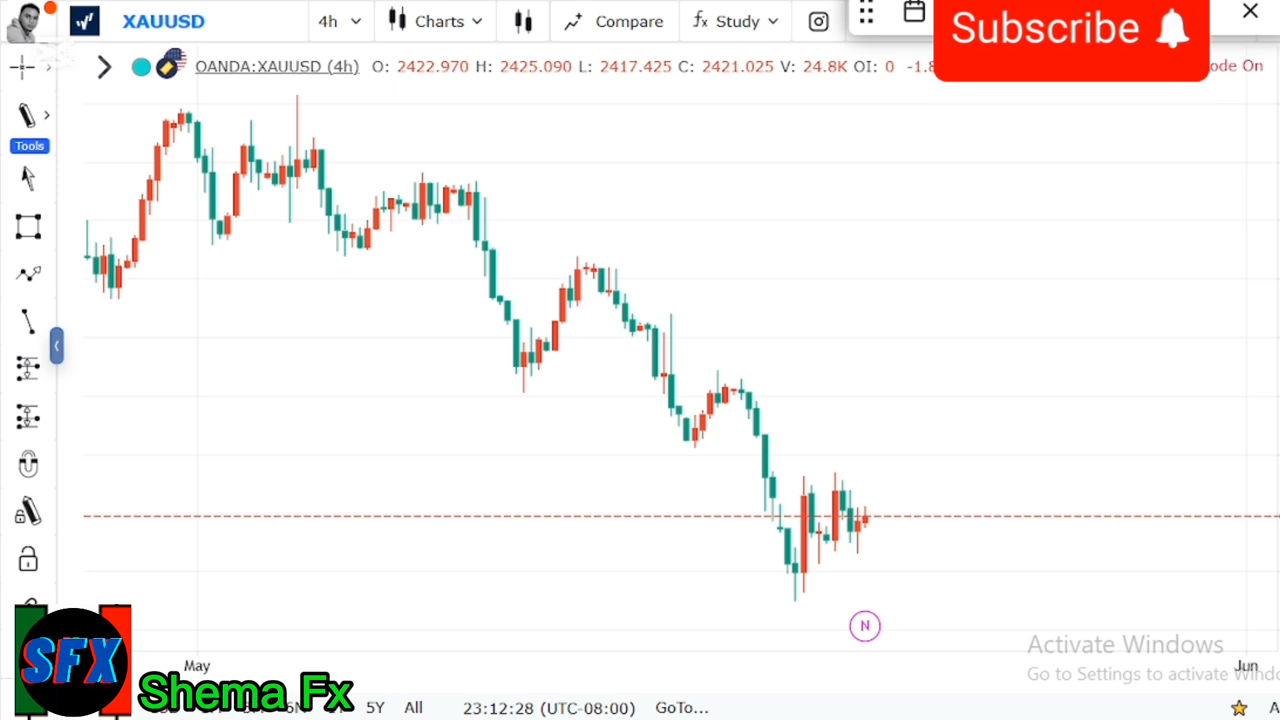 XAUUSD
4h
Charts
Compare
fx Study
Subscribe
OANDA:XAUUSD (4h) O: 2422.970 H: 2425.090 L: 2417.425 C: 2421.025 V: 24.8K OI: 0
On
Tools
N
Activate Windows
Go to Settings to activate
May
Jun
SFX
Shema Fx
5Y
All
23:12:28 (UTC-08:00)
GoTo...